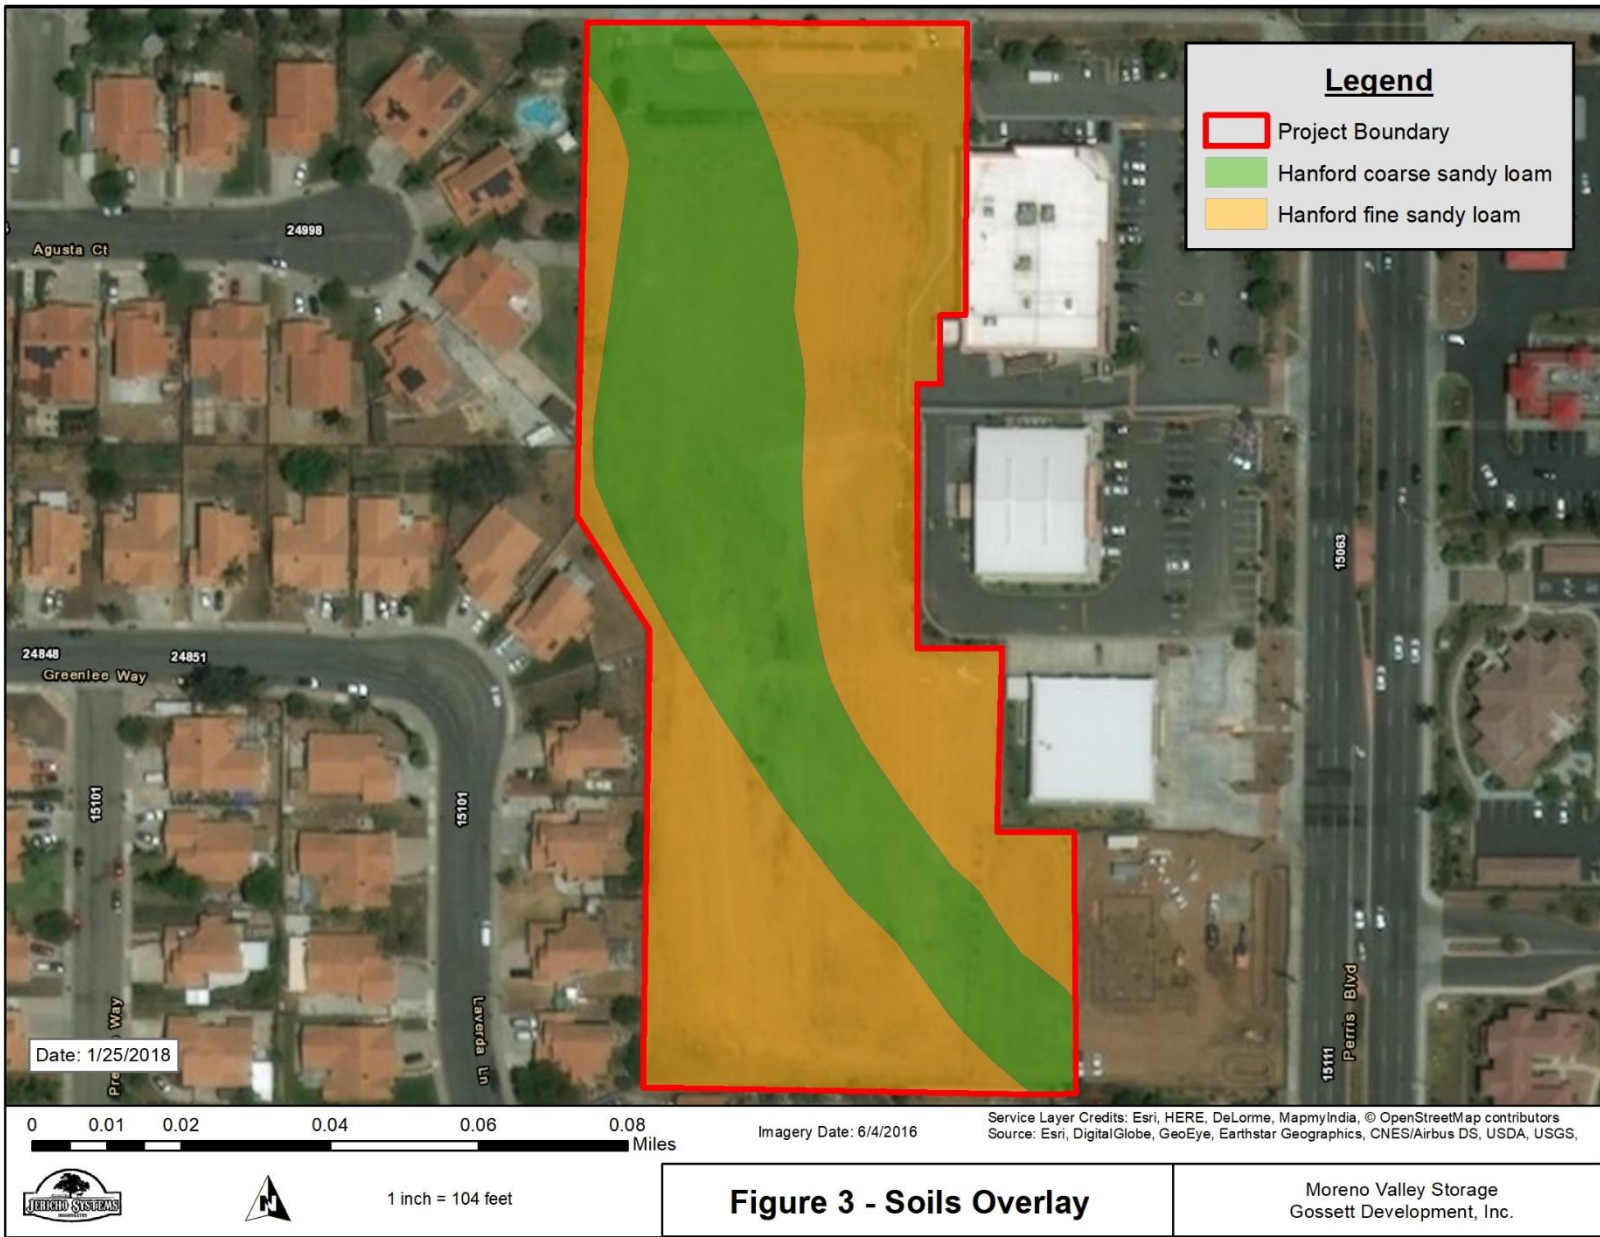 Legend
Project Boundary
Hanford coarse sandy loam
Hanford fine sandy loam
24998
Agusta Ct
24848
24851
Greenlee Way
15101
15101
Laverda Ln
Way
15063
Perris Blvd
15111
Date: 1/25/2018
0 0.01 0.02 0.04 0.06 0.08
Miles
Imagery Date: 6/4/2016
Service Layer Credits: Esri, HERE, DeLorme, MapmyIndia, © OpenStreetMap contributors
Source: Esri, DigitalGlobe, GeoEye, Earthstar Geographics, CNES/Airbus DS, USDA, USGS,
JERICHO SYSTEMS
INCORPORATED
N
1 inch = 104 feet
Figure 3 - Soils Overlay
Moreno Valley Storage
Gossett Development, Inc.